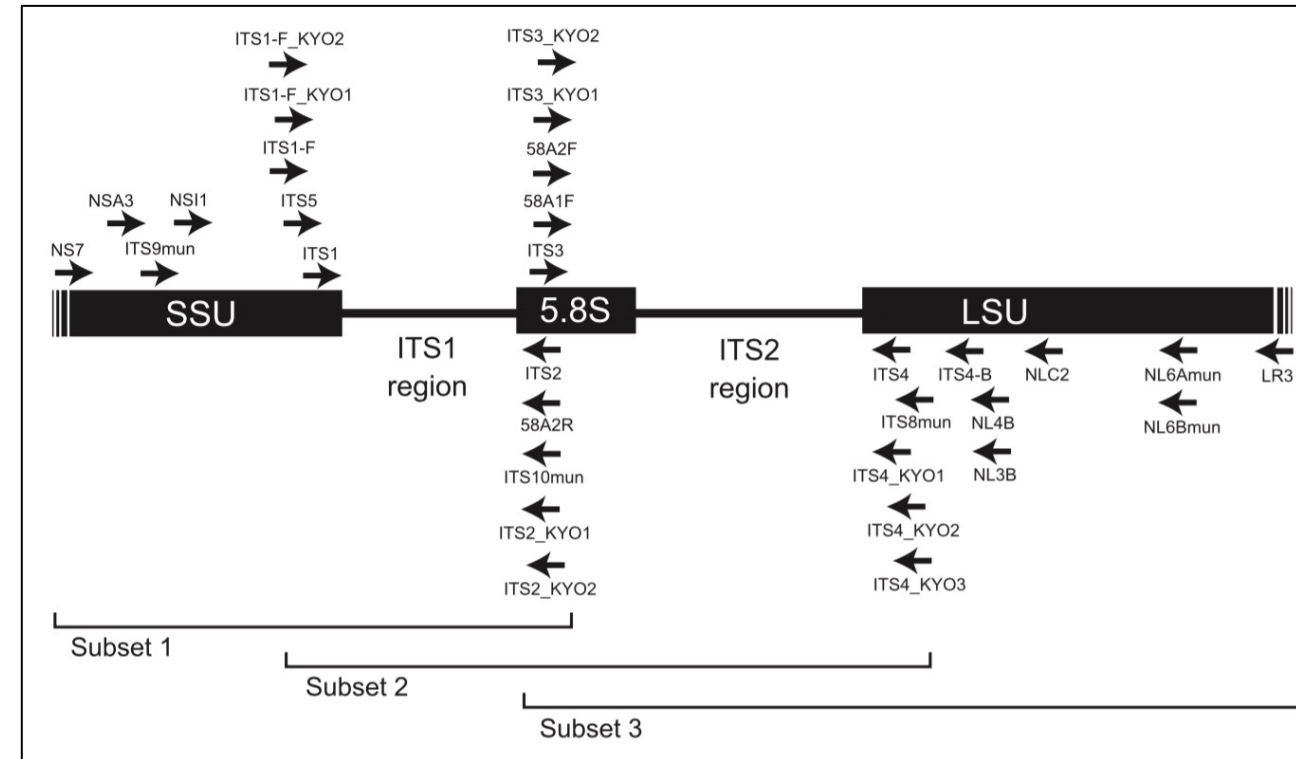 ITS1-F_KYO2
ITS3_KYO2
ITS1-F_KYO1
ITS3_KYO1
ITS1-F
58A2F
NSA3
NSI1
ITS5
58A1F
NS7
ITS9mun
ITS1
ITS3
SSU
5.8S
LSU
ITS1
region
ITS2
region
ITS2
ITS4
ITS4-B
NLC2
NL6Amun
LR3
58A2R
ITS8mun
NL4B
NL6Bmun
ITS10mun
ITS4_KYO1
NL3B
ITS2_KYO1
ITS4_KYO2
ITS2_KYO2
ITS4_KYO3
Subset 1
Subset 2
Subset 3